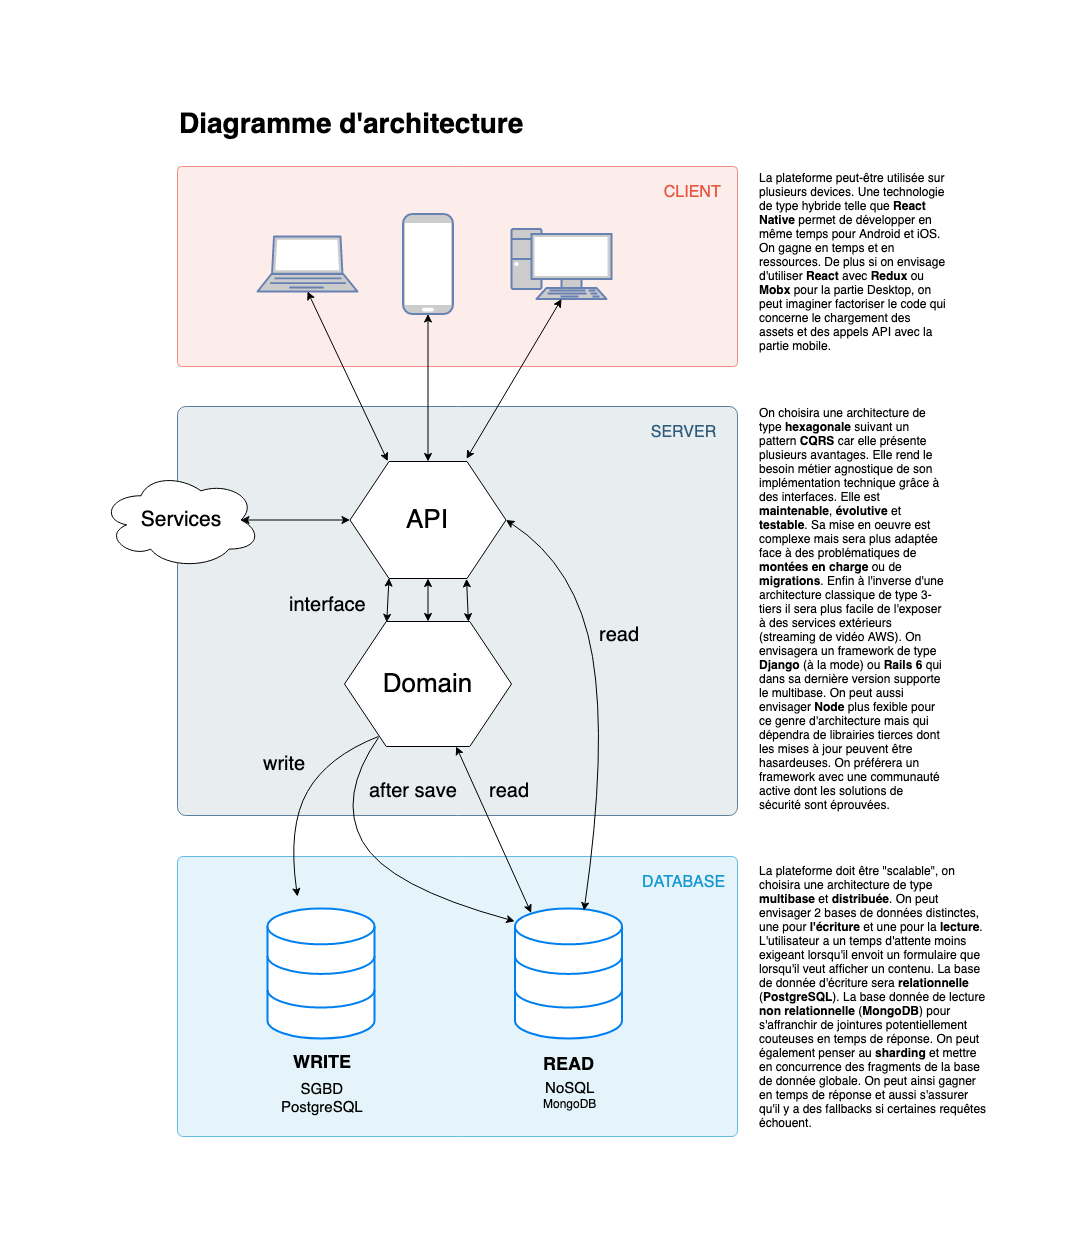 Diagramme d'architecture
CLIENT
La plateforme peut-être utilisée sur
plusieurs devices. Une technologie
de type hybride telle que React
Native permet de développer en
même temps pour Android et iOS.
On gagne en temps et en
ressources. De plus si on envisage
d'utiliser React avec Redux ou
Mobx pour la partie Desktop, on
peut imaginer factoriser le code qui
concerne le chargement des
assets et des appels API avec la
partie mobile.
SERVER
Services
API
interface
Domain
read
write
after save
read
On choisira une architecture de
type hexagonale suivant un
pattern CQRS car elle présente
plusieurs avantages. Elle rend le
besoin métier agnostique de son
implémentation technique grâce à
des interfaces. Elle est
maintenable, évolutive et
testable. Sa mise en oeuvre est
complexe mais sera plus adaptée
face à des problématiques de
montées en charge ou de
migrations. Enfin à l'inverse d'une
architecture classique de type 3-
tiers il sera plus facile de l'exposer
à des services extérieurs
(streaming de vidéo AWS). On
envisagera un framework de type
Django (à la mode) ou Rails 6 qui
dans sa dernière version supporte
le multibase. On peut aussi
envisager Node plus fexible pour
ce genre d'architecture mais qui
dépendra de librairies tierces dont
les mises à jour peuvent être
hasardeuses. On préférera un
framework avec une communauté
active dont les solutions de
sécurité sont éprouvées.
DATABASE
WRITE
SGBD
PostgreSQL
READ
NoSQL
MongoDB
La plateforme doit être "scalable", on
choisira une architecture de type
multibase et distribuée. On peut
envisager 2 bases de données distinctes,
une pour l'écriture et une pour la lecture.
L'utilisateur a un temps d'attente moins
exigeant lorsqu'il envoit un formulaire que
lorsqu'il veut afficher un contenu. La base
de donnée d'écriture sera relationnelle
(PostgreSQL). La base donnée de lecture
non relationnelle (MongoDB) pour
s'affranchir de jointures potentiellement
couteuses en temps de réponse. On peut
également penser au sharding et mettre
en concurrence des fragments de la base
de donnée globale. On peut ainsi gagner
en temps de réponse et aussi s'assurer
qu'il y a des fallbacks si certaines requêtes
échouent.